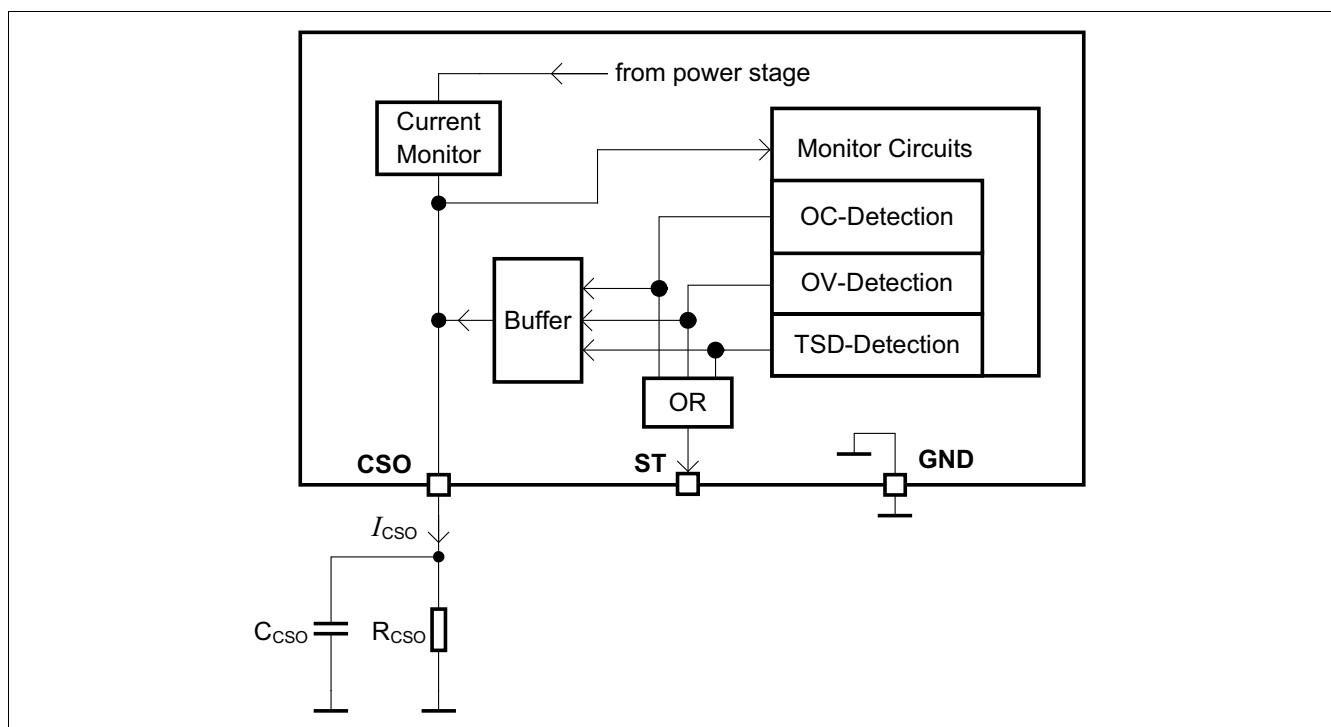 from power stage
Current
Monitor
Monitor Circuits
OC-Detection
OV-Detection
TSD-Detection
Buffer
OR
CSO
ST
GND
ICSO
CCSO
RCSO